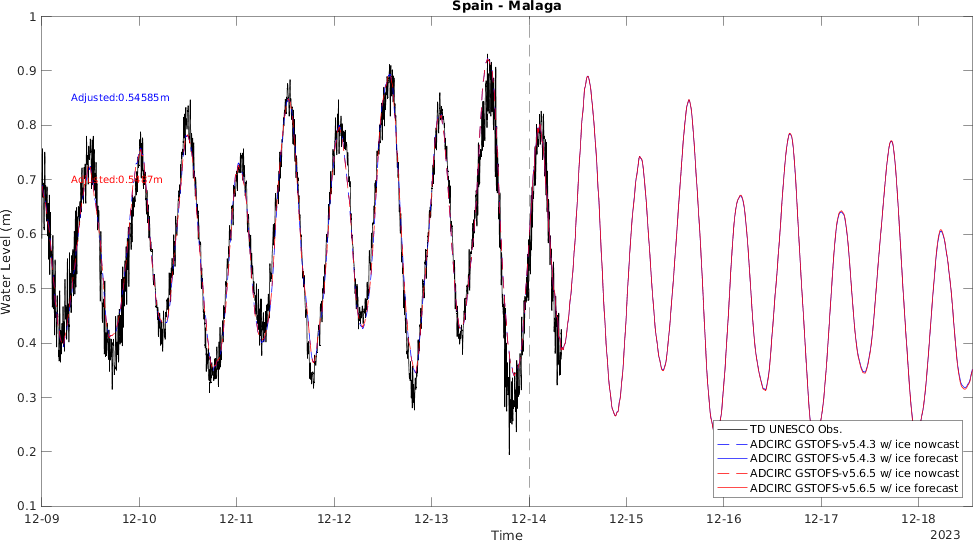 Spain - Malaga
1
0.9
0.8
0.7
0.6
0.5
0.4
0.3
0.2
0.1
Water Level (m)
Adjusted:0.54585m
TD UNESCO Obs.
ADCIRC GSTOFS-v5.4.3 w/ ice nowcast
ADCIRC GSTOFS-v5.4.3 w/ ice forecast
ADCIRC GSTOFS-v5.6.5 w/ ice nowcast
ADCIRC GSTOFS-v5.6.5 w/ ice forecast
12-09 12-10 12-11 12-12 12-13 12-14 12-15 12-16 12-17 12-18
Time
2023